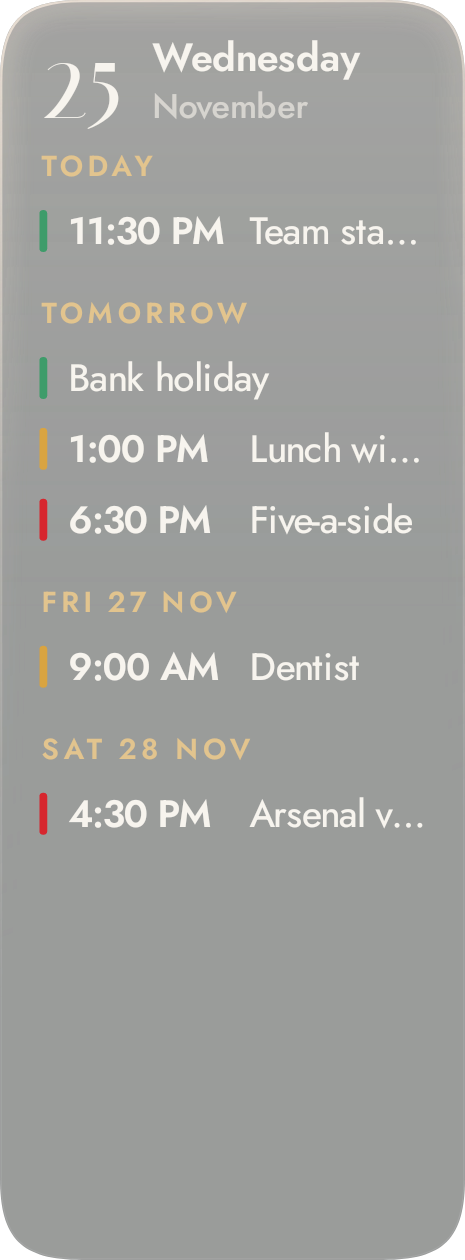 25 Wednesday
November
TODAY
11:30 PM Team sta...
TOMORROW
Bank holiday
1:00 PM Lunch wi...
6:30 PM Five-a-side
FRI 27 NOV
9:00 AM Dentist
SAT 28 NOV
4:30 PM Arsenal v...